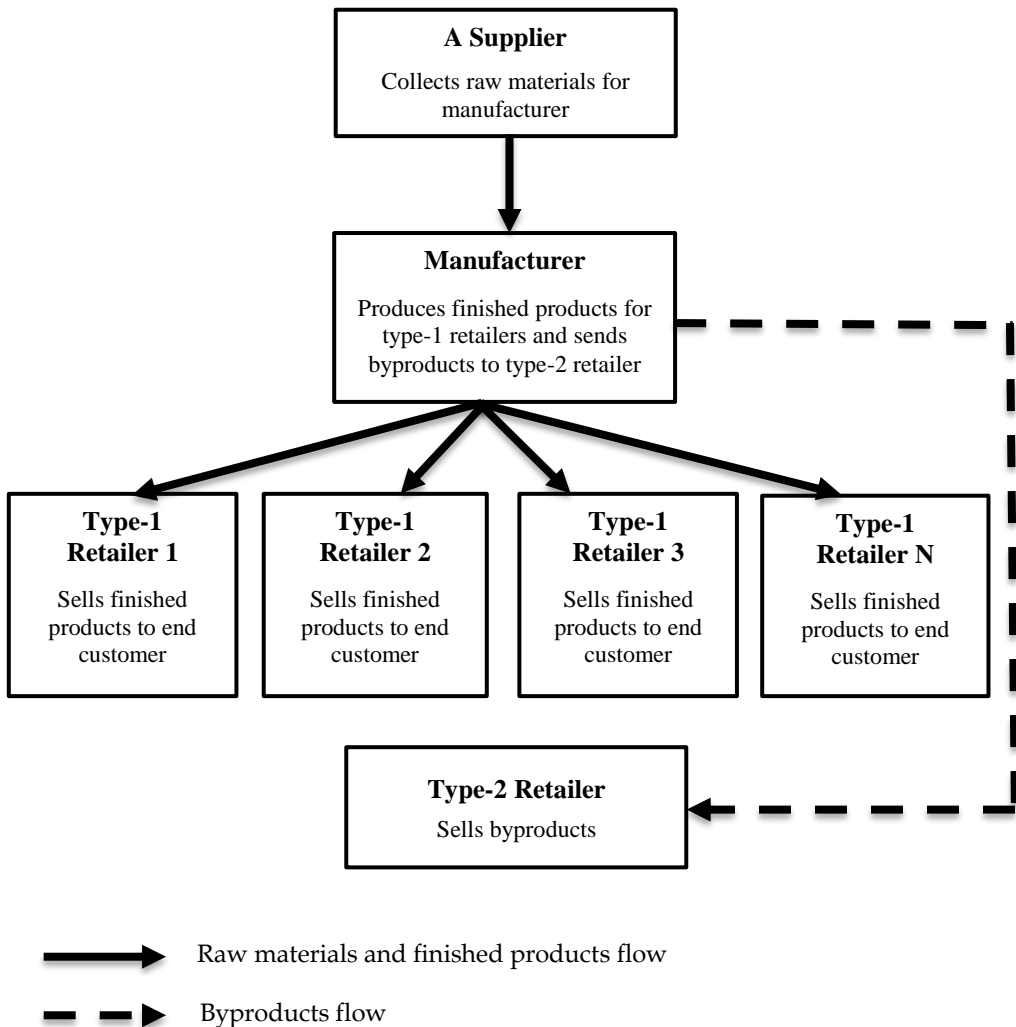 A Supplier
Collects raw materials for
manufacturer
Manufacturer
Produces finished products for
type-1 retailers and sends
byproducts to type-2 retailer
Type-1
Retailer 1
Sells finished
products to end
customer
Type-1
Retailer 2
Sells finished
products to end
customer
Type-1
Retailer 3
Sells finished
products to end
customer
Type-1
Retailer N
Sells finished
products to end
customer
Type-2 Retailer
Sells byproducts
Raw materials and finished products flow
Byproducts flow